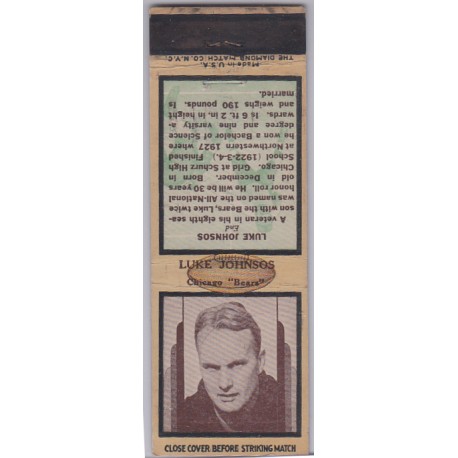 LUKE JOHNSOS
End
A veteran in his eighth sea-
son with the Bears, Luke twice
was named on the All-National
honor roll. He will be 30 years
old in December. Born in
Chicago. Grid at Schurz High
School (1922-3-4.) Finished
at Northwestern 1927 where
he won a Bachelor of Science
degree and nine varsity a-
wards. Is 6 ft. 2 in. in height
and weighs 190 pounds. Is
married.
Made in U.S.A.
THE DIAMOND MATCH CO. N.Y.C.
LUKE JOHNSOS
Chicago "Bears"
CLOSE COVER BEFORE STRIKING MATCH